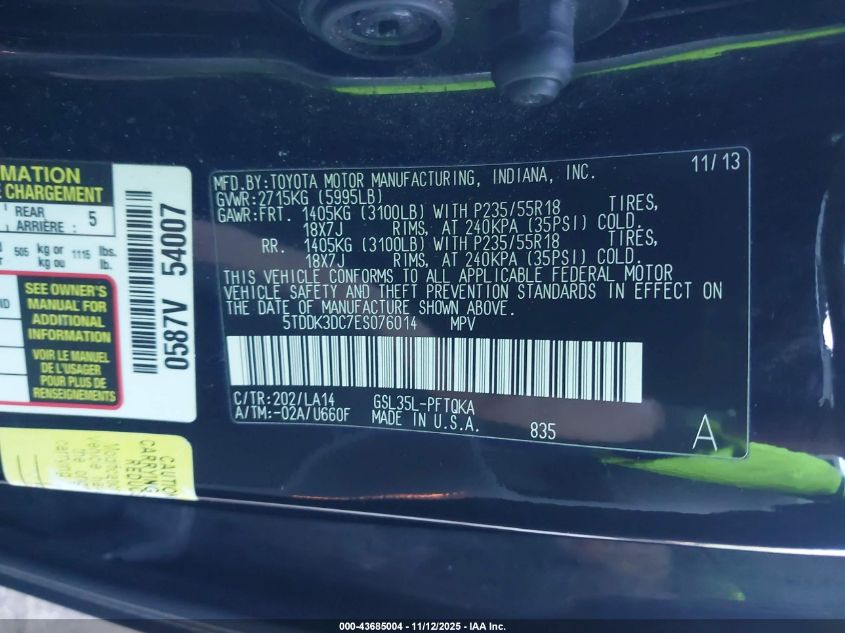 MFD.BY:TOYOTA MOTOR MANUFACTURING, INDIANA, INC. 11/13
GVWR:2715KG (5995LB)
GAWR:FRT. 1405KG (3100LB) WITH P235/55R18 TIRES,
18X7J RIMS, AT 240KPA (35PSI) COLD.
RR. 1405KG (3100LB) WITH P235/55R18 TIRES,
18X7J RIMS, AT 240KPA (35PSI) COLD.
THIS VEHICLE CONFORMS TO ALL APPLICABLE FEDERAL MOTOR
VEHICLE SAFETY AND THEFT PREVENTION STANDARDS IN EFFECT ON
THE DATE OF MANUFACTURE SHOWN ABOVE.
5TDDK3DC7ES076014 MPV
C/TR:202/LA14 GSL35L-PFTQKA
A/TM:-02A/U660F MADE IN U.S.A. 835 A
CHARGEMENT
REAR
ARRIÈRE : 5
505 kg or 1115 lbs.
kg ou lb.
SEE OWNER'S
MANUAL FOR
ADDITIONAL
INFORMATION
VOIR LE MANUEL
DE L'USAGER
POUR PLUS DE
RENSEIGNEMENTS
0587V 54007
000-43685004 — 11/12/2025 — IAA Inc.